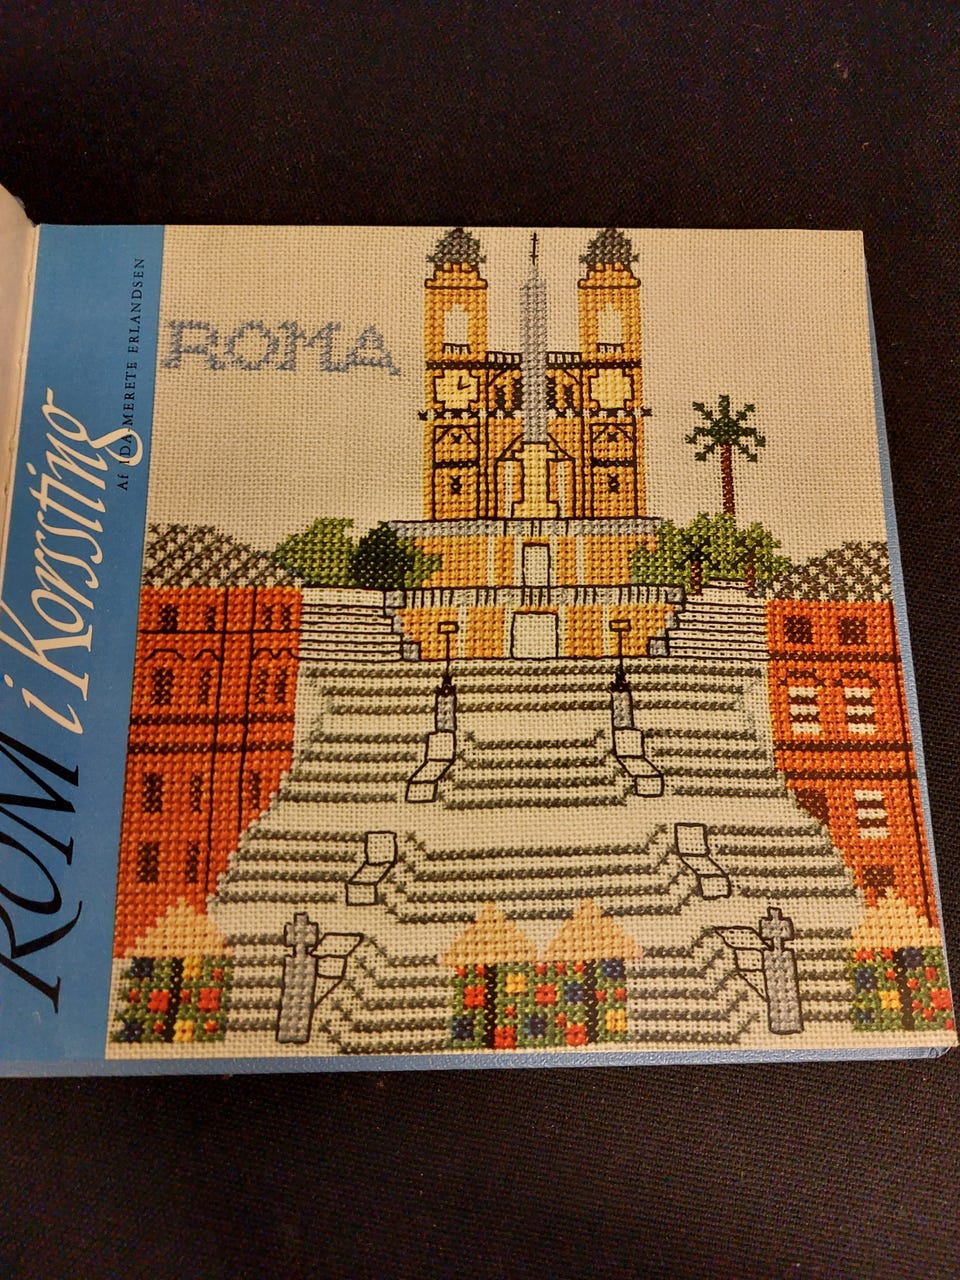 ROM i Korssting
Af IDA-MERETE ERLANDSEN
ROMA